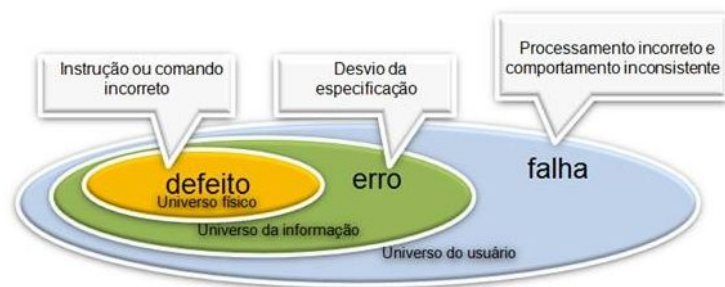 Instrução ou comando
incorreto
Desvio da
especificação
Processamento incorreto e
comportamento inconsistente
defeito
Universo físico
erro
Universo da informação
falha
Universo do usuário